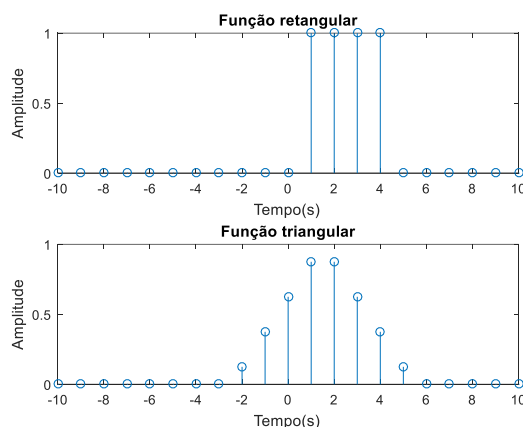 Função retangular
1
0.5
0
Amplitude
-10 -8 -6 -4 -2 0 2 4 6 8 10
Tempo(s)
Função triangular
1
0.5
0
Amplitude
-10 -8 -6 -4 -2 0 2 4 6 8 10
Tempo(s)